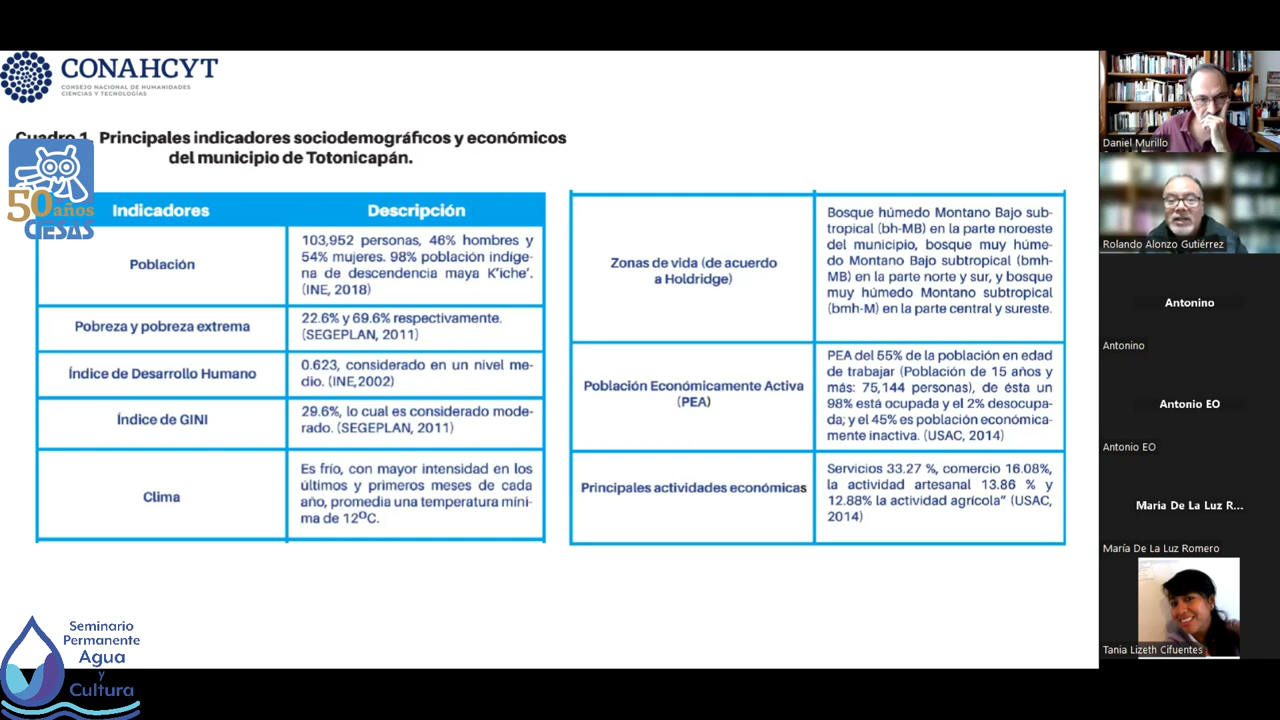 CONAHCYT
CONSEJO NACIONAL DE HUMANIDADES
CIENCIAS Y TECNOLOGÍAS
Cuadro 1. Principales indicadores sociodemográficos y económicos
del municipio de Totonicapán.
50 años
CIESAS
Indicadores
Descripción
Población
103,952 personas, 46% hombres y
54% mujeres. 98% población indíge-
na de descendencia maya K'iche'.
(INE, 2018)
Pobreza y pobreza extrema
22.6% y 69.6% respectivamente.
(SEGEPLAN, 2011)
Índice de Desarrollo Humano
0.623, considerado en un nivel me-
dio. (INE,2002)
Índice de GINI
29.6%, lo cual es considerado mode-
rado. (SEGEPLAN, 2011)
Clima
Es frío, con mayor intensidad en los
últimos y primeros meses de cada
año, promedia una temperatura míni-
ma de 12ºC.
Zonas de vida (de acuerdo
a Holdridge)
Bosque húmedo Montano Bajo sub-
tropical (bh-MB) en la parte noroeste
del municipio, bosque muy húme-
do Montano Bajo subtropical (bmh-
MB) en la parte norte y sur, y bosque
muy húmedo Montano subtropical
(bmh-M) en la parte central y sureste.
Población Económicamente Activa
(PEA)
PEA del 55% de la población en edad
de trabajar (Población de 15 años y
más: 75,144 personas), de ésta un
98% está ocupada y el 2% desocupa-
da; y el 45% es población económica-
mente inactiva. (USAC, 2014)
Principales actividades económicas
Servicios 33.27 %, comercio 16.08%,
la actividad artesanal 13.86 % y
12.88% la actividad agrícola" (USAC,
2014)
Seminario
Permanente
Agua
y
Cultura
Daniel Murillo
Rolando Alonzo Gutiérrez
Antonino
Antonino
Antonio EO
Antonio EO
Maria De La Luz R...
María De La Luz Romero
Tania Lizeth Cifuentes